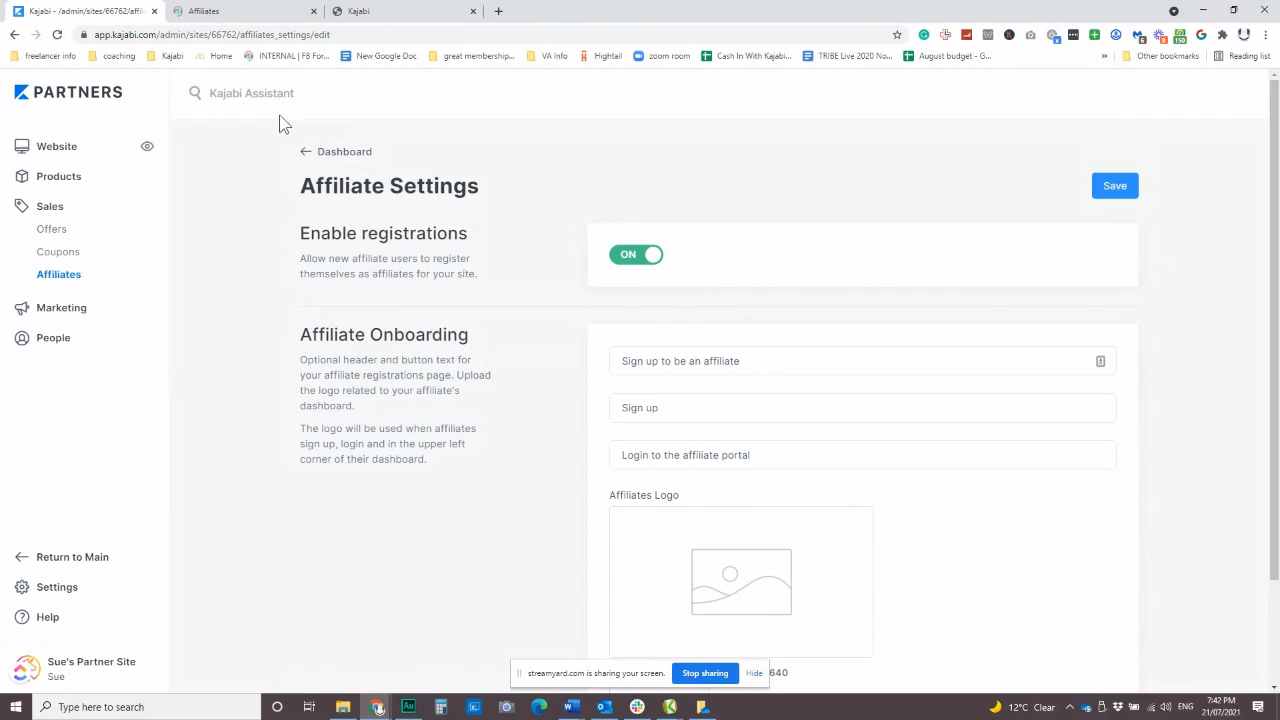 Kajabi - /admin/sites/66762/affil
Affiliates
Kajabi
app.kajabi.com/admin/sites/66762/affiliates_settings/edit
freelancer info
coaching
Kajabi
Home
INTERNAL | FB For...
New Google Doc
great membership...
VA Info
Hightail
zoom room
Cash In With Kajabi...
TRIBE Live 2020 No...
August budget - G...
Other bookmarks
Reading list
PARTNERS
Kajabi Assistant
Website
Products
Sales
Offers
Coupons
Affiliates
Marketing
People
Return to Main
Settings
Help
Sue's Partner Site
Sue
Dashboard
Affiliate Settings
Save
Enable registrations
Allow new affiliate users to register
themselves as affiliates for your site.
ON
Affiliate Onboarding
Optional header and button text for
your affiliate registrations page. Upload
the logo related to your affiliate's
dashboard.
The logo will be used when affiliates
sign up, login and in the upper left
corner of their dashboard.
Sign up to be an affiliate
Sign up
Login to the affiliate portal
Affiliates Logo
640
streamyard.com is sharing your screen.
Stop sharing
Hide
Type here to search
12°C Clear
7:42 PM
21/07/2021